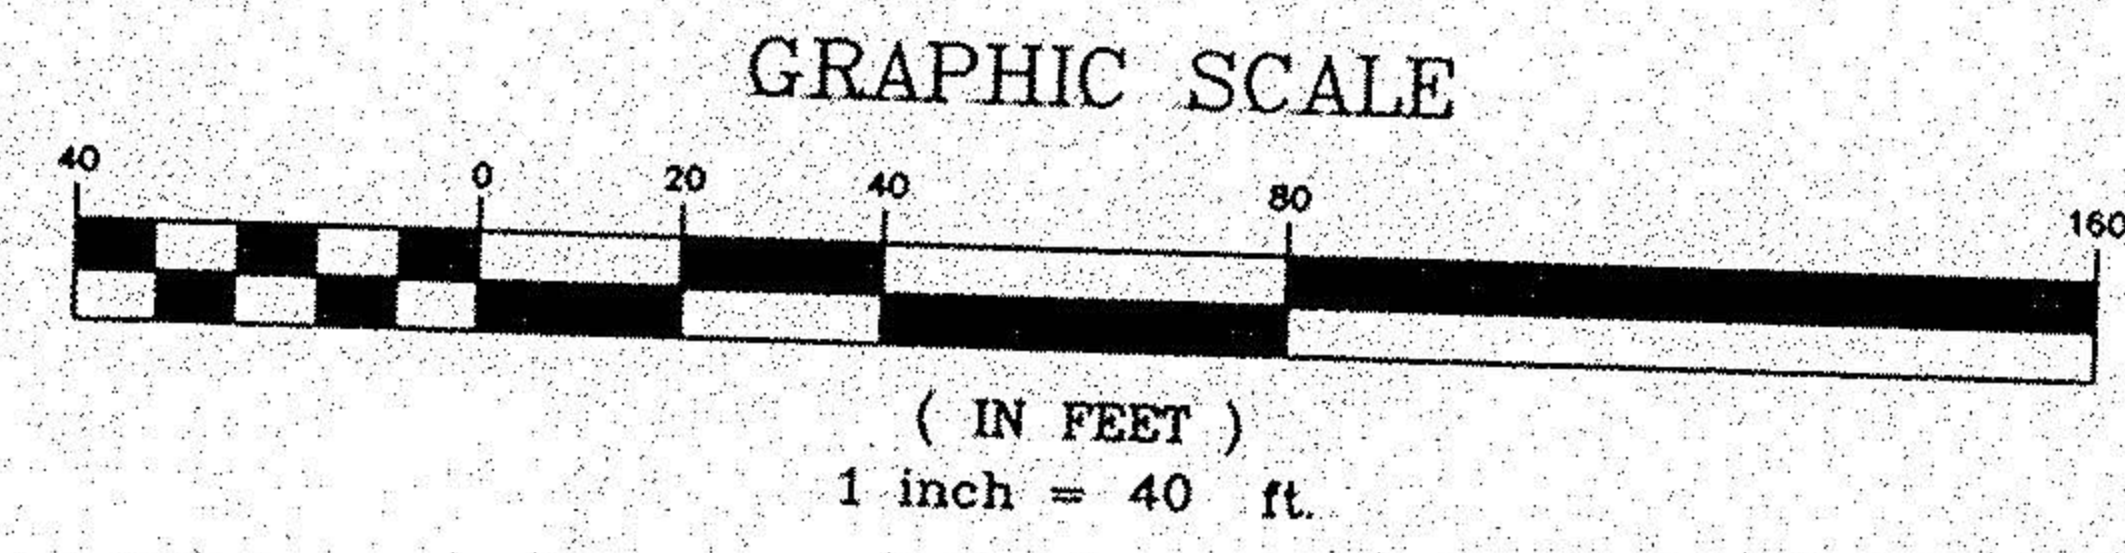 GRAPHIC SCALE
40 0 20 40 80 160
( IN FEET )
1 inch = 40 ft.